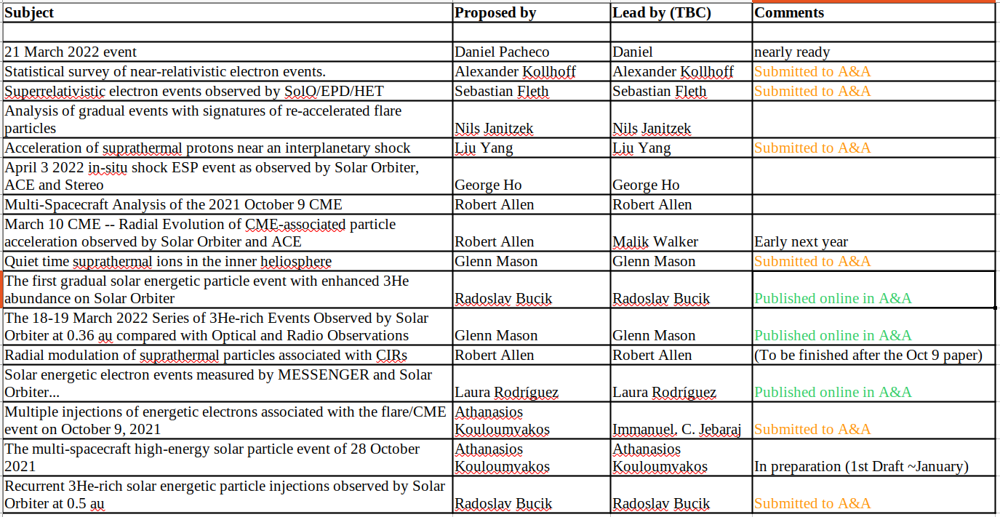 Subject Proposed by Lead by (TBC) Comments
21 March 2022 event Daniel Pacheco Daniel nearly ready
Statistical survey of near-relativistic electron events. Alexander Kollhoff Alexander Kollhoff Submitted to A&A
Superrelativistic electron events observed by SolO/EPD/HET Sebastian Fleth Sebastian Fleth Submitted to A&A
Analysis of gradual events with signatures of re-accelerated flare
particles Nils Janitzek Nils Janitzek
Acceleration of suprathermal protons near an interplanetary shock Liu Yang Liu Yang Submitted to A&A
April 3 2022 in-situ shock ESP event as observed by Solar Orbiter,
ACE and Stereo George Ho George Ho
Multi-Spacecraft Analysis of the 2021 October 9 CME Robert Allen Robert Allen
March 10 CME -- Radial Evolution of CME-associated particle
acceleration observed by Solar Orbiter and ACE Robert Allen Malik Walker Early next year
Quiet time suprathermal ions in the inner heliosphere Glenn Mason Glenn Mason Submitted to A&A
The first gradual solar energetic particle event with enhanced 3He
abundance on Solar Orbiter Radoslav Bucik Radoslav Bucik Published online in A&A
The 18-19 March 2022 Series of 3He-rich Events Observed by Solar
Orbiter at 0.36 au compared with Optical and Radio Observations Glenn Mason Glenn Mason Published online in A&A
Radial modulation of suprathermal particles associated with CIRs Robert Allen Robert Allen (To be finished after the Oct 9 paper)
Solar energetic electron events measured by MESSENGER and Solar
Orbiter... Laura Rodríguez Laura Rodríguez Published online in A&A
Multiple injections of energetic electrons associated with the flare/CME Athanasios
event on October 9, 2021 Kouloumvakos Immanuel. C. Jebaraj Submitted to A&A
The multi-spacecraft high-energy solar particle event of 28 October Athanasios Athanasios
2021 Kouloumvakos Kouloumvakos In preparation (1st Draft ~January)
Recurrent 3He-rich solar energetic particle injections observed by Solar
Orbiter at 0.5 au Radoslav Bucik Radoslav Bucik Submitted to A&A